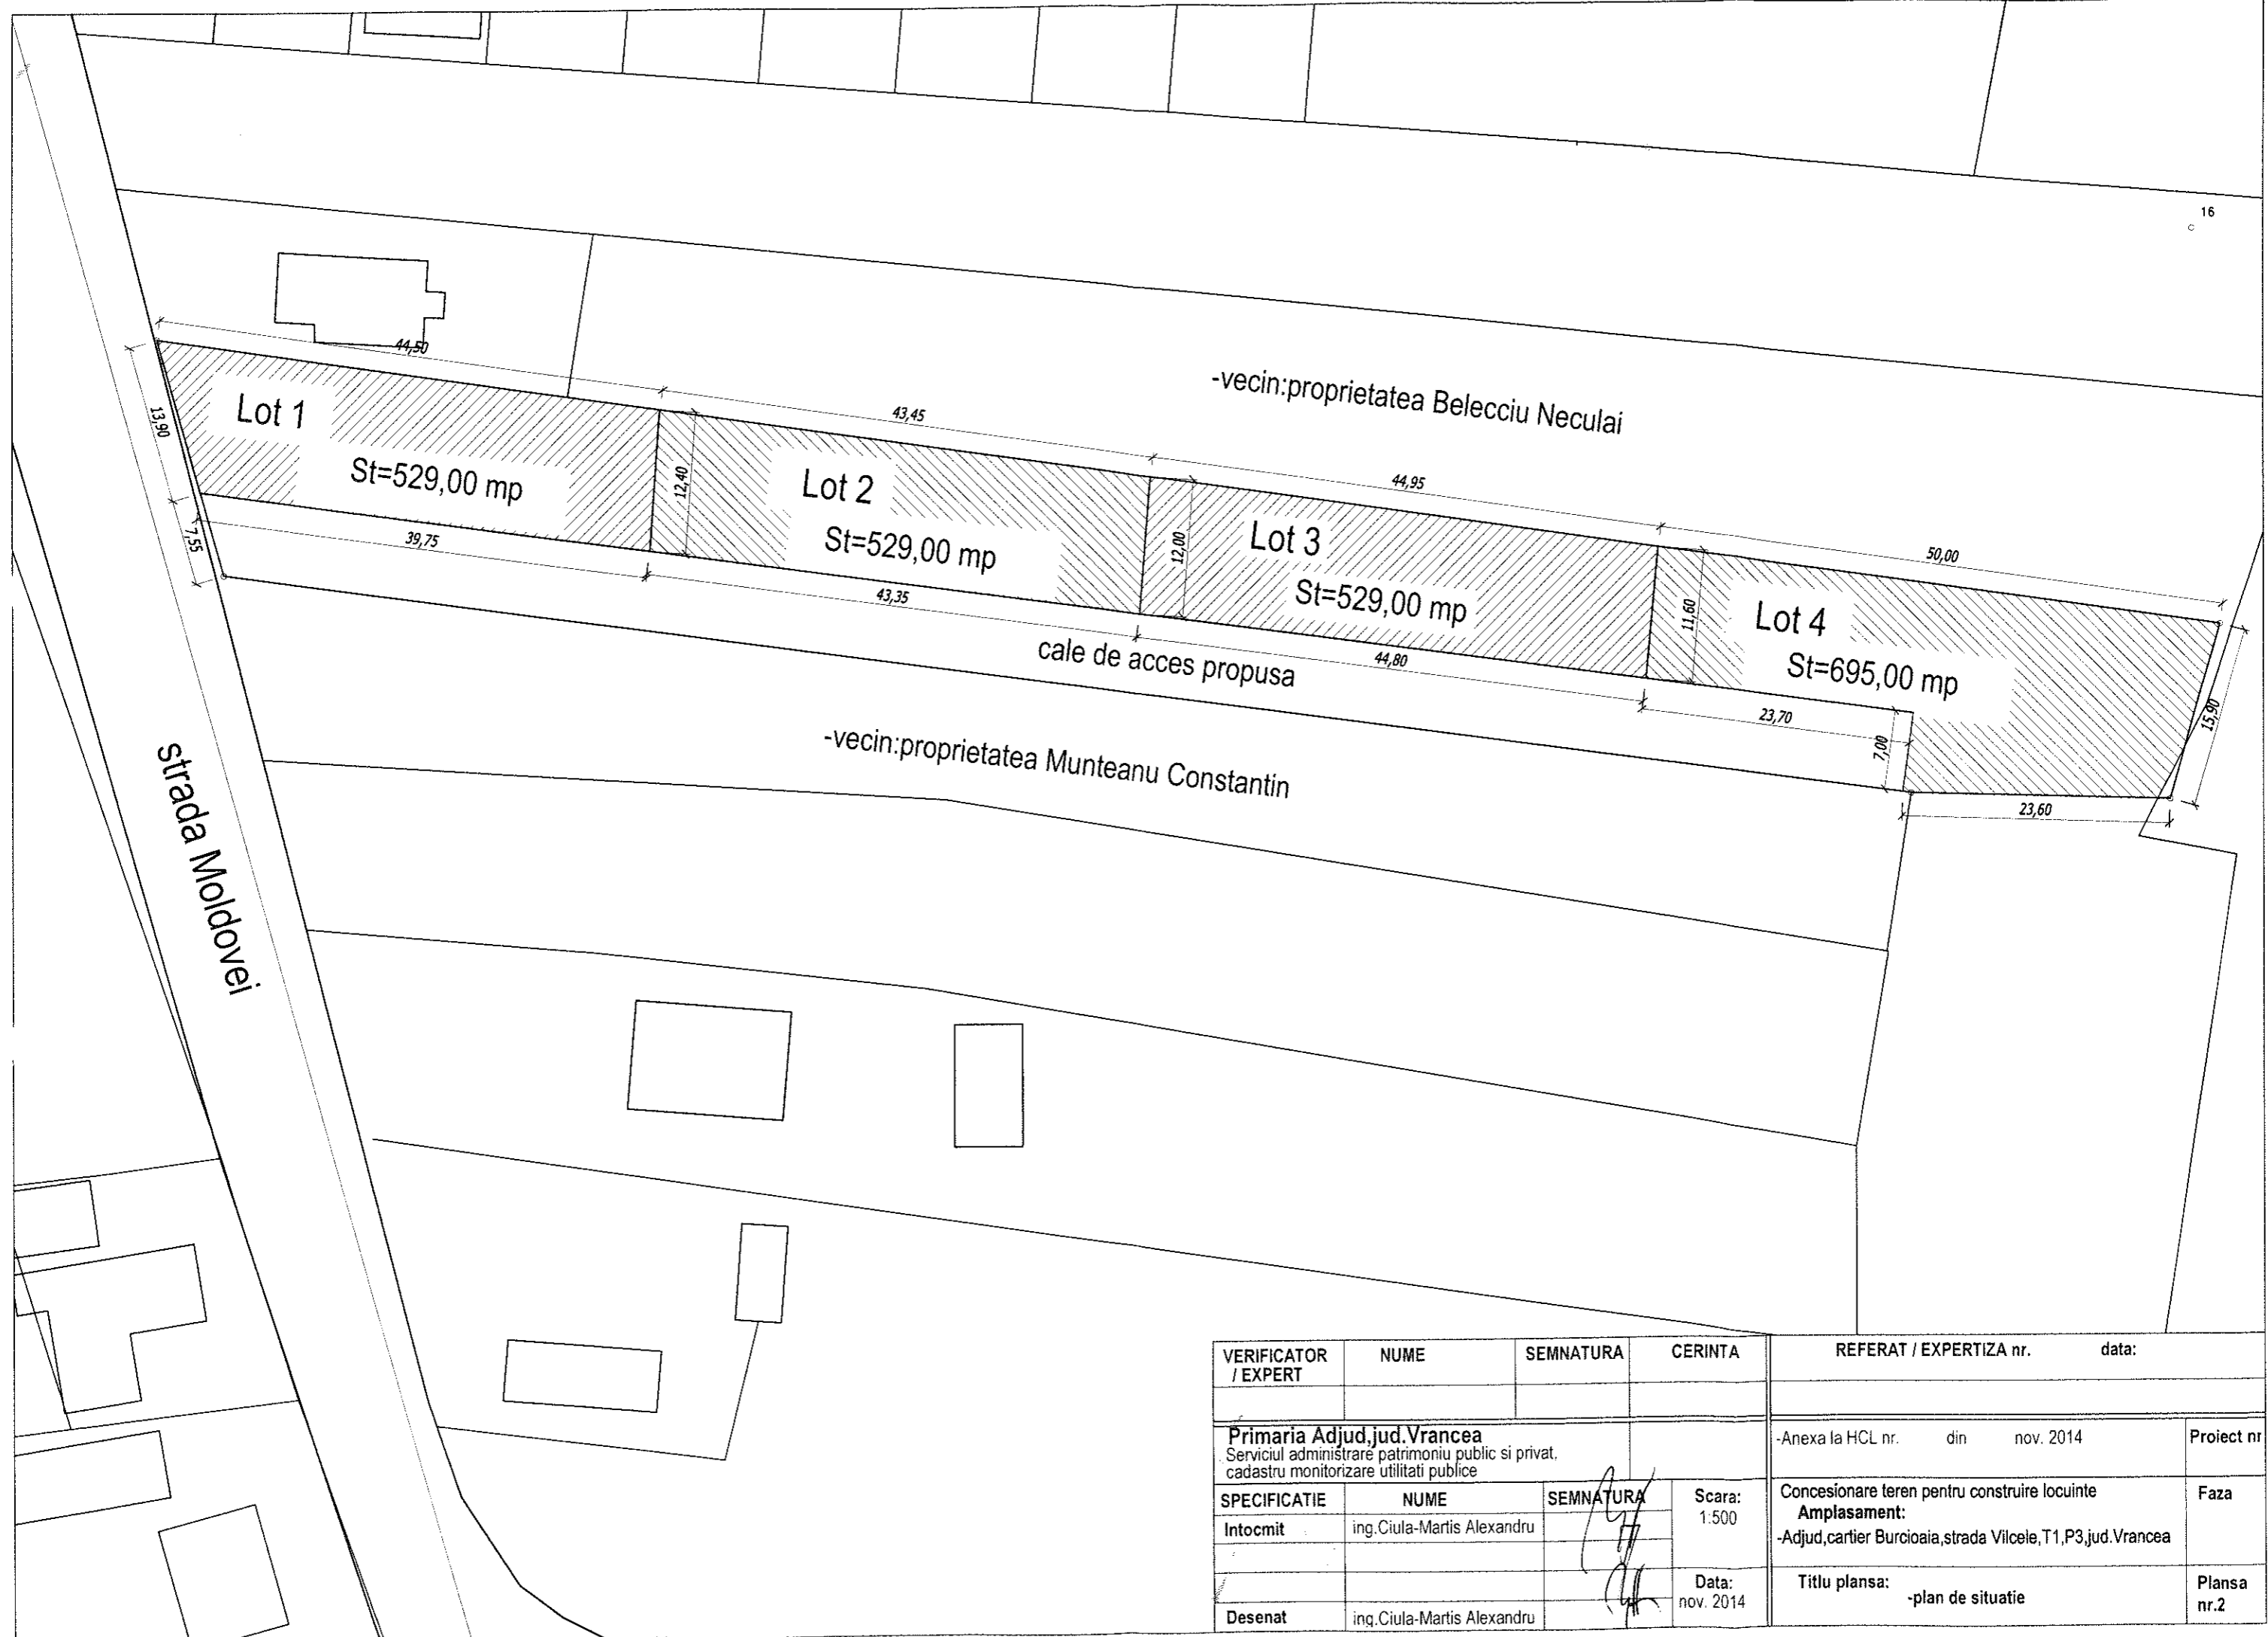 16
44,50
-vecin:proprietatea Belecciu Neculai
Lot 1
13,90
St=529,00 mp
43,45
12,40
Lot 2
St=529,00 mp
44,95
12,00
Lot 3
St=529,00 mp
50,00
11,60
Lot 4
St=695,00 mp
15,90
7,55
39,75
43,35
cale de acces propusa
44,80
23,70
7,00
23,60
-vecin:proprietatea Munteanu Constantin
strada Moldovei
VERIFICATOR / EXPERT
NUME
SEMNATURA
CERINTA
REFERAT / EXPERTIZA nr. data:
Primaria Adjud,jud.Vrancea
Serviciul administrare patrimoniu public si privat,
cadastru monitorizare utilitati publice
-Anexa la HCL nr. din nov. 2014
Proiect nr
SPECIFICATIE
NUME
SEMNATURA
Scara:
1:500
Concesionare teren pentru construire locuinte
Amplasament:
-Adjud,cartier Burcioaia,strada Vilcele,T1,P3,jud.Vrancea
Faza
Intocmit
ing.Ciula-Martis Alexandru
Data:
nov. 2014
Titlu plansa:
-plan de situatie
Plansa
nr.2
Desenat
ing.Ciula-Martis Alexandru